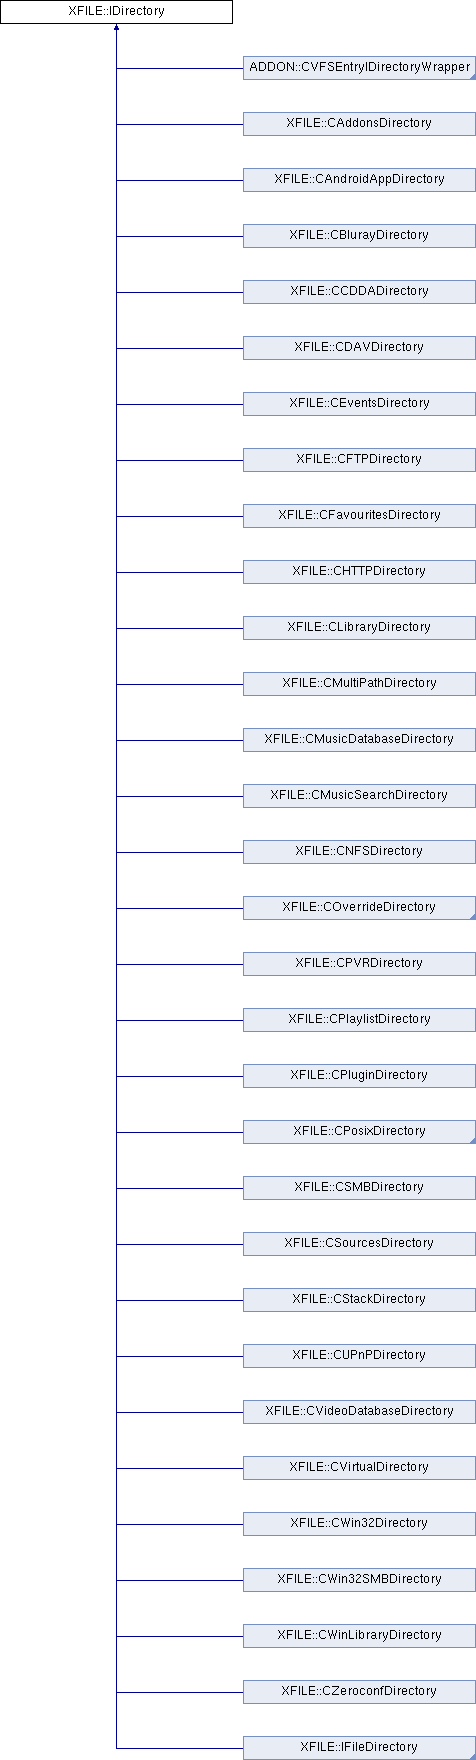 XFILE::IDirectory
ADDON::CVFSEntryIDirectoryWrapper
XFILE::CAddonsDirectory
XFILE::CAndroidAppDirectory
XFILE::CBlurayDirectory
XFILE::CCDDADirectory
XFILE::CDAVDirectory
XFILE::CEventsDirectory
XFILE::CFTPDirectory
XFILE::CFavouritesDirectory
XFILE::CHTTPDirectory
XFILE::CLibraryDirectory
XFILE::CMultiPathDirectory
XFILE::CMusicDatabaseDirectory
XFILE::CMusicSearchDirectory
XFILE::CNFSDirectory
XFILE::COverrideDirectory
XFILE::CPVRDirectory
XFILE::CPlaylistDirectory
XFILE::CPluginDirectory
XFILE::CPosixDirectory
XFILE::CSMBDirectory
XFILE::CSourcesDirectory
XFILE::CStackDirectory
XFILE::CUPnPDirectory
XFILE::CVideoDatabaseDirectory
XFILE::CVirtualDirectory
XFILE::CWin32Directory
XFILE::CWin32SMBDirectory
XFILE::CWinLibraryDirectory
XFILE::CZeroconfDirectory
XFILE::IFileDirectory